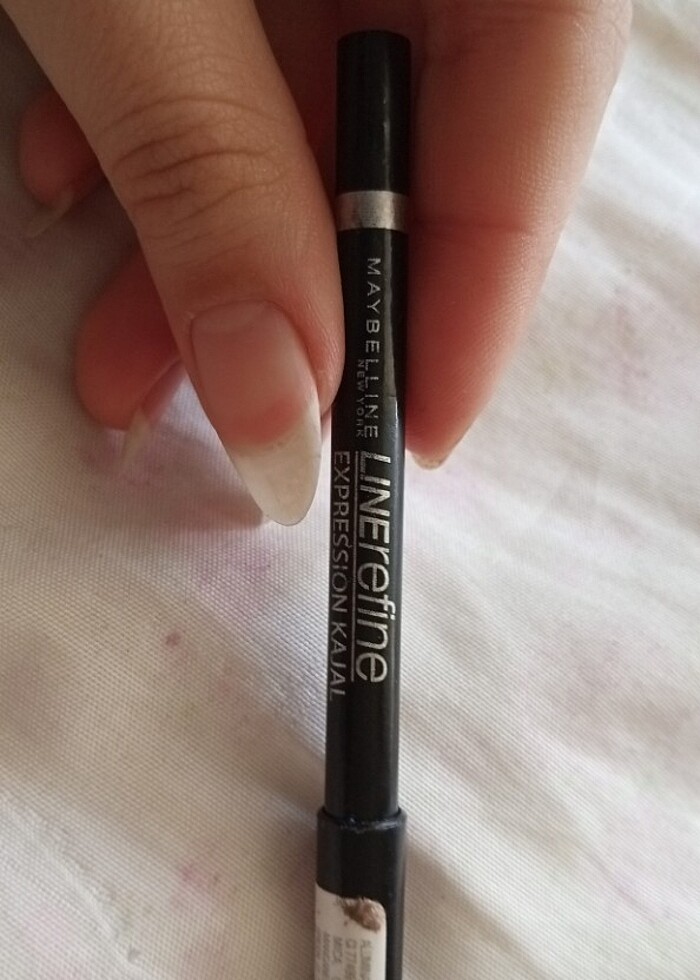 MAYBELLINE
NEW YORK
LINErefine
EXPRESSION KAJAL